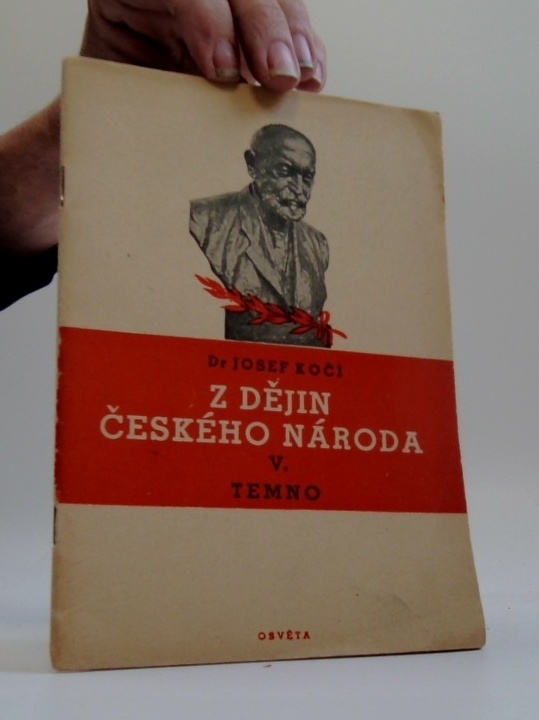 Dr JOSEF KOČÍ
Z DĚJIN
ČESKÉHO NÁRODA
V.
TEMNO
OSVĚTA